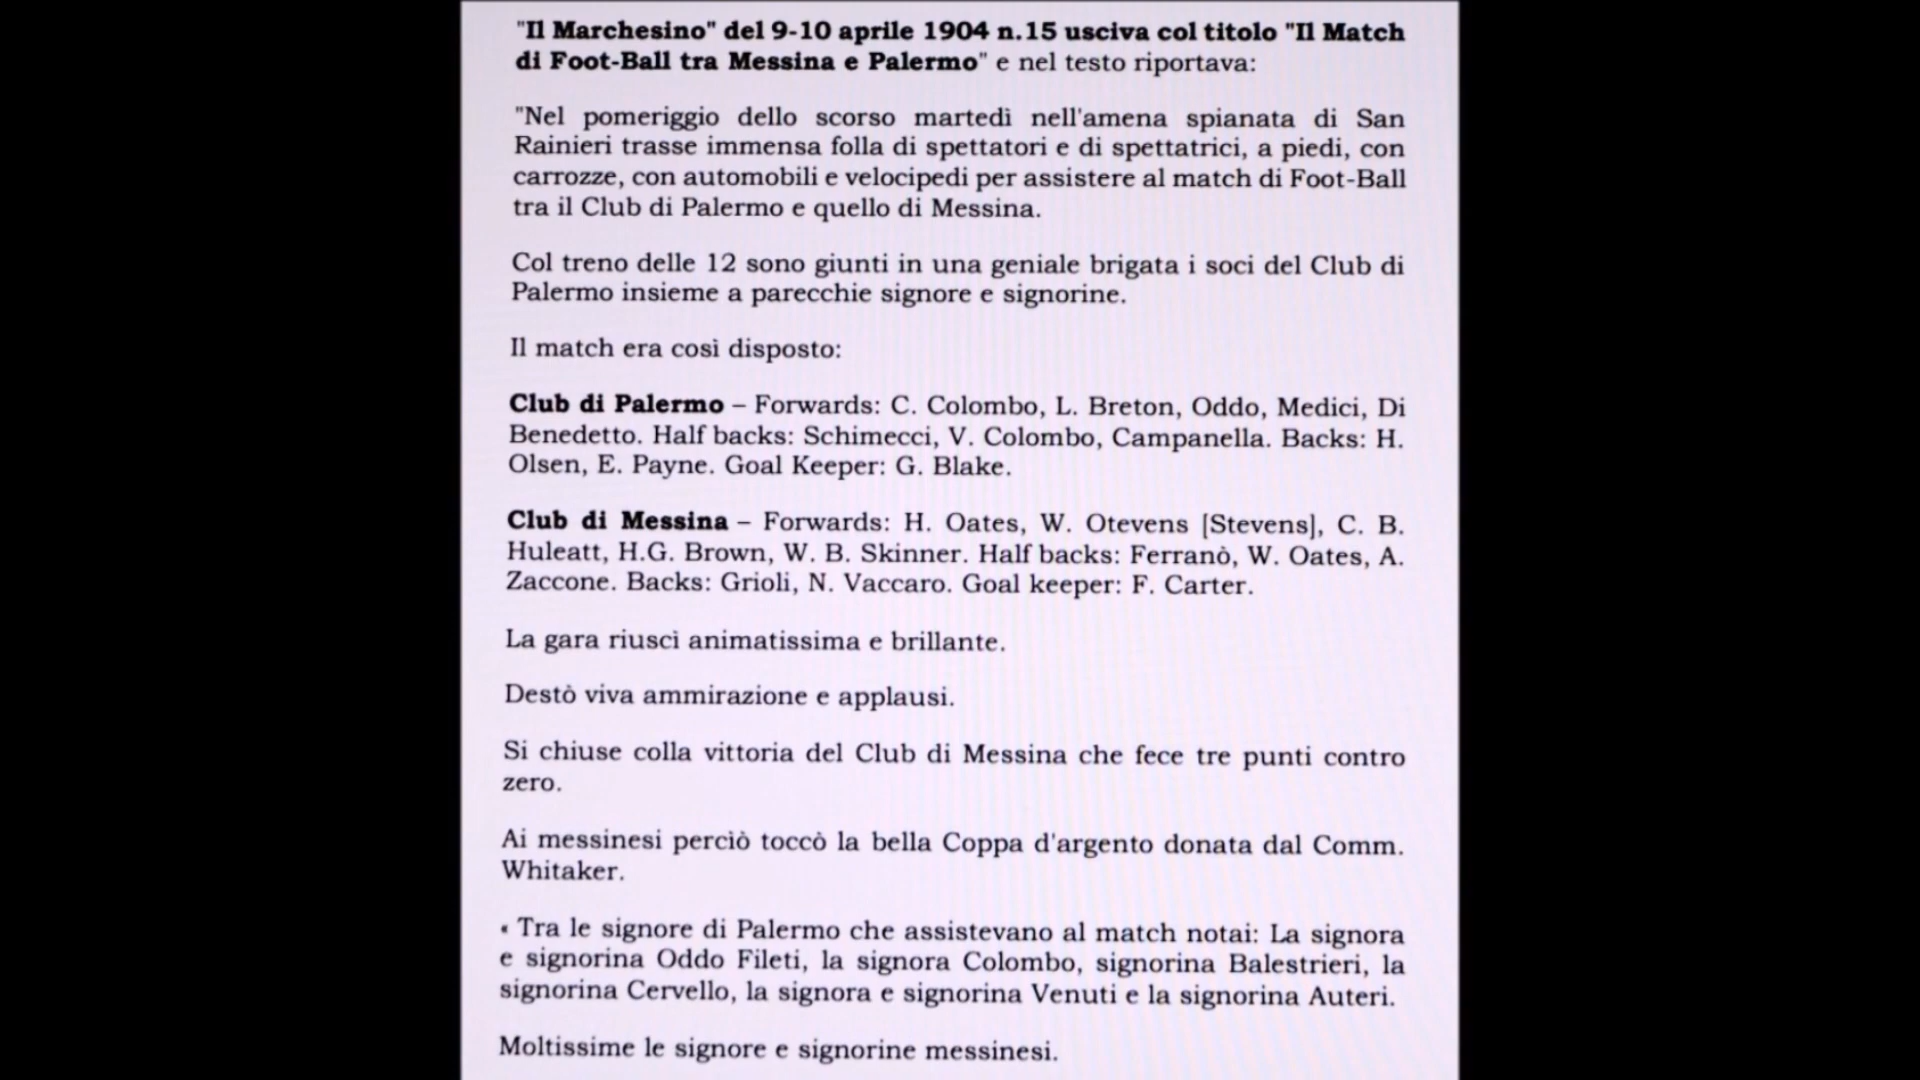 "Il Marchesino" del 9-10 aprile 1904 n.15 usciva col titolo "Il Match
di Foot-Ball tra Messina e Palermo" e nel testo riportava:
"Nel pomeriggio dello scorso martedì nell'amena spianata di San
Rainieri trasse immensa folla di spettatori e di spettatrici, a piedi, con
carrozze, con automobili e velocipedi per assistere al match di Foot-Ball
tra il Club di Palermo e quello di Messina.
Col treno delle 12 sono giunti in una geniale brigata i soci del Club di
Palermo insieme a parecchie signore e signorine.
Il match era così disposto:
Club di Palermo – Forwards: C. Colombo, L. Breton, Oddo, Medici, Di
Benedetto. Half backs: Schimecci, V. Colombo, Campanella. Backs: H.
Olsen, E. Payne. Goal Keeper: G. Blake.
Club di Messina – Forwards: H. Oates, W. Otevens [Stevens], C. B.
Huleatt, H.G. Brown, W. B. Skinner. Half backs: Ferranò, W. Oates, A.
Zaccone. Backs: Grioli, N. Vaccaro. Goal keeper: F. Carter.
La gara riuscì animatissima e brillante.
Destò viva ammirazione e applausi.
Si chiuse colla vittoria del Club di Messina che fece tre punti contro
zero.
Ai messinesi perciò toccò la bella Coppa d'argento donata dal Comm.
Whitaker.
« Tra le signore di Palermo che assistevano al match notai: La signora
e signorina Oddo Fileti, la signora Colombo, signorina Balestrieri, la
signorina Cervello, la signora e signorina Venuti e la signorina Auteri.
Moltissime le signore e signorine messinesi.